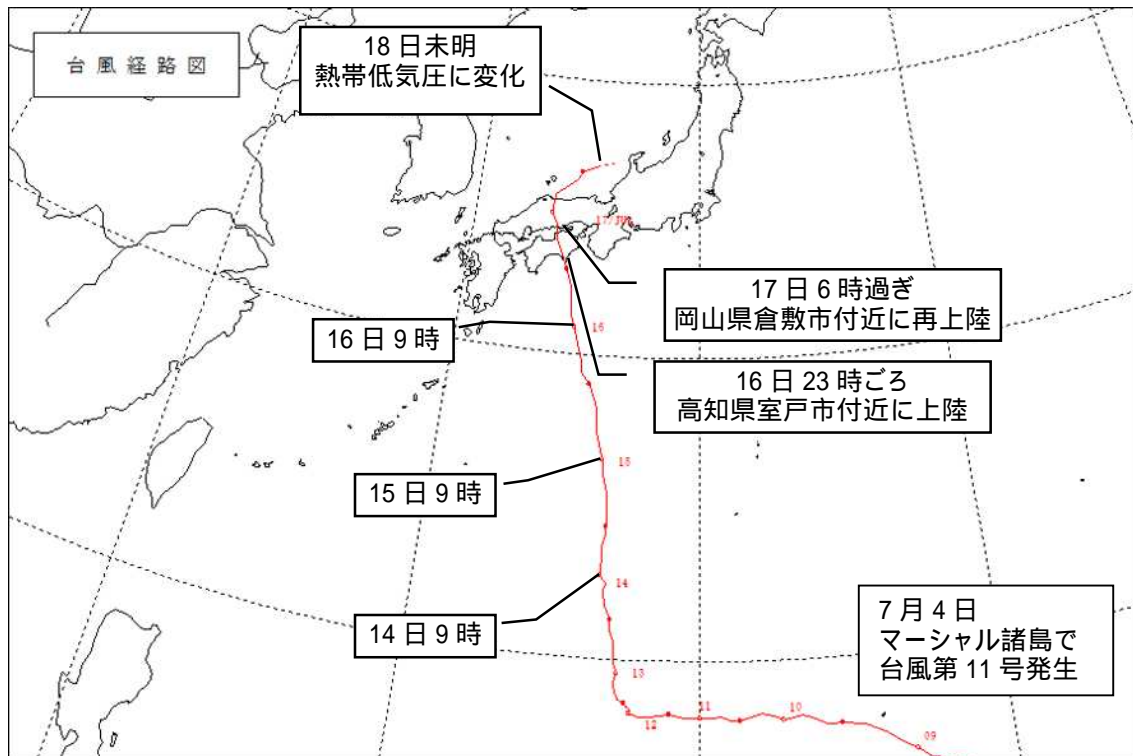 台風経路図
18日未明
熱帯低気圧に変化
17日6時過ぎ
岡山県倉敷市付近に再上陸
16日9時
16
16日23時ごろ
高知県室戸市付近に上陸
15日9時
15
14日9時
14
7月4日
マーシャル諸島で
台風第11号発生
13
12
11
10
09